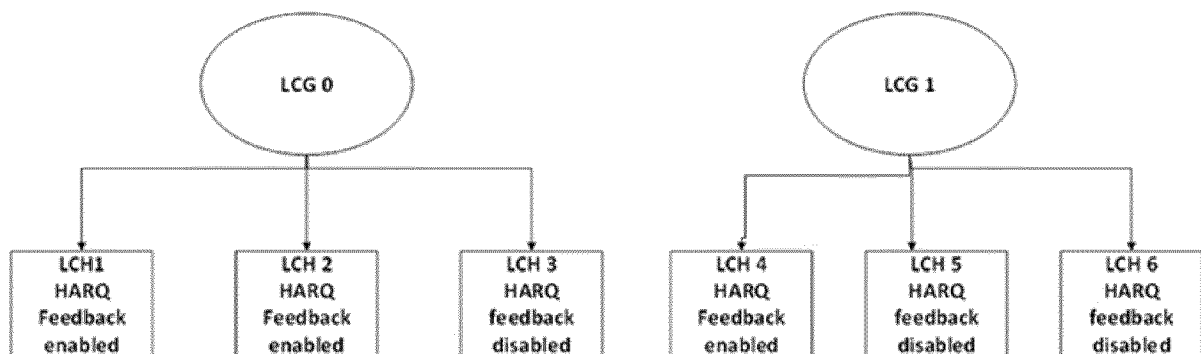 LCG 0
LCG 1
LCH1
HARQ
Feedback
enabled
LCH 2
HARQ
Feedback
enabled
LCH 3
HARQ
feedback
disabled
LCH 4
HARQ
Feedback
enabled
LCH 5
HARQ
feedback
disabled
LCH 6
HARQ
feedback
disabled